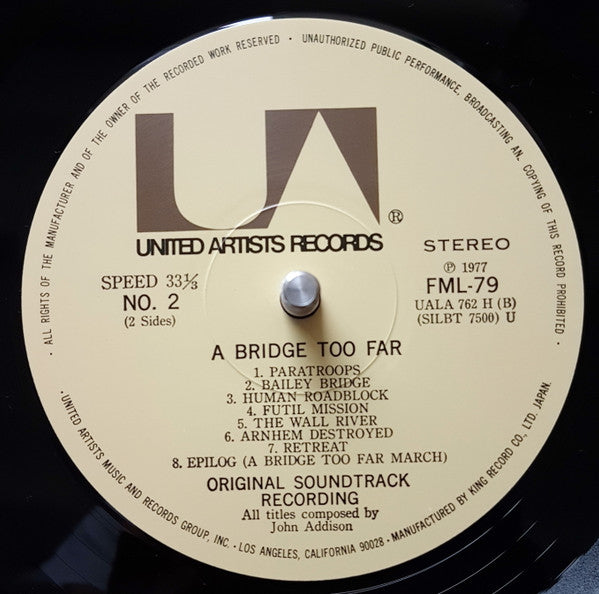 · ALL RIGHTS OF THE MANUFACTURER AND OF THE OWNER OF THE RECORDED WORK RESERVED · UNAUTHORIZED PUBLIC PERFORMANCE, BROADCASTING AN. COPYING OF THIS RECORD PROHIBITED ·
UA ®
UNITED ARTISTS RECORDS
STEREO
SPEED 33⅓
NO. 2
(2 Sides)
Ⓟ 1977
FML-79
UALA 762 H (B)
(SILBT 7500) U
A BRIDGE TOO FAR
1. PARATROOPS
2. BAILEY BRIDGE
3. HUMAN ROADBLOCK
4. FUTIL MISSION
5. THE WALL RIVER
6. ARNHEM DESTROYED
7. RETREAT
8. EPILOG (A BRIDGE TOO FAR MARCH)
ORIGINAL SOUNDTRACK
RECORDING
All titles composed by
John Addison
· UNITED ARTISTS MUSIC AND RECORDS GROUP, INC. · LOS ANGELES, CALIFORNIA 90028 · MANUFACTURED BY KING RECORD CO., LTD. JAPAN.